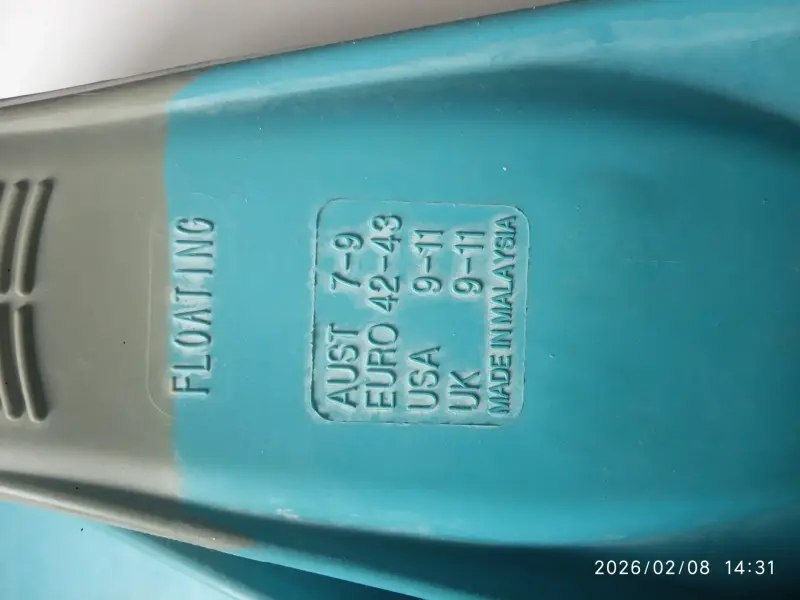 FLOATING
AUST 7-9
EURO 42-43
USA 9-11
UK 9-11
MADE IN MALAYSIA
2026/02/08 14:31